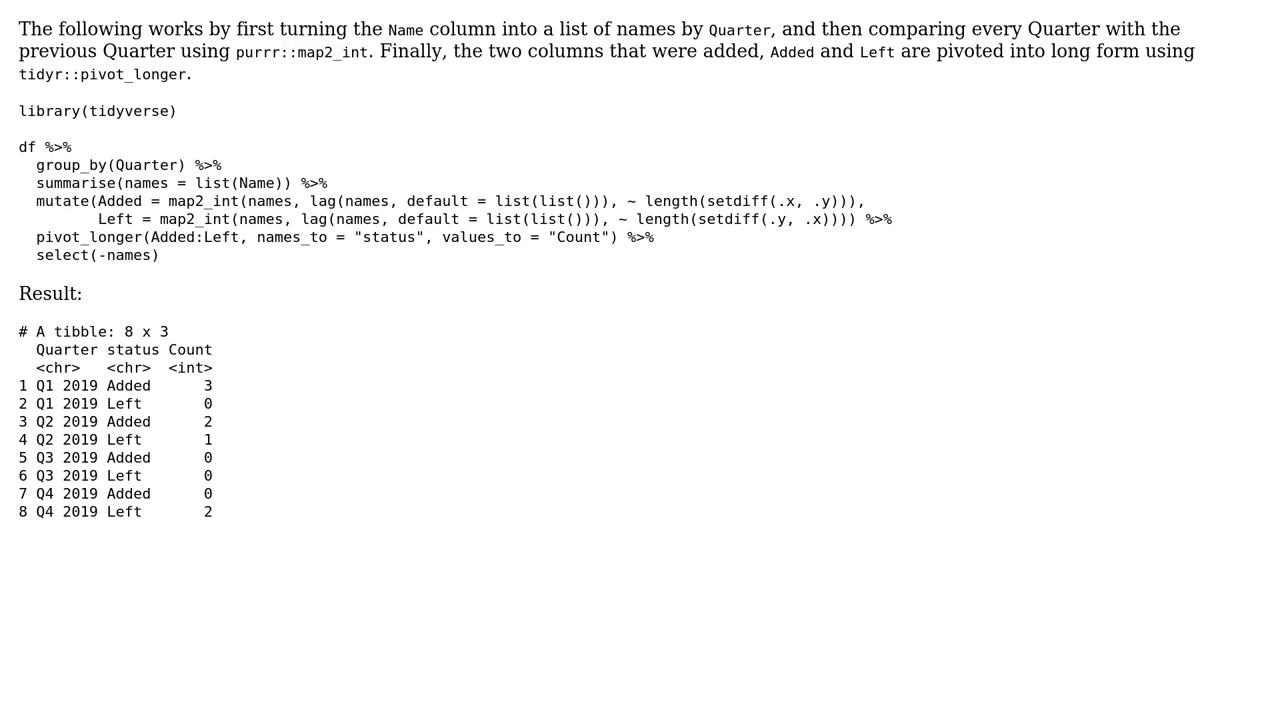 The following works by first turning the Name column into a list of names by Quarter, and then comparing every Quarter with the
previous Quarter using purrr::map2_int. Finally, the two columns that were added, Added and Left are pivoted into long form using
tidyr::pivot_longer.
library(tidyverse)
df %>%
  group_by(Quarter) %>%
  summarise(names = list(Name)) %>%
  mutate(Added = map2_int(names, lag(names, default = list(list())), ~ length(setdiff(.x, .y))),
         Left = map2_int(names, lag(names, default = list(list())), ~ length(setdiff(.y, .x)))) %>%
  pivot_longer(Added:Left, names_to = "status", values_to = "Count") %>%
  select(-names)
Result:
# A tibble: 8 x 3
  Quarter status Count
  <chr>   <chr>  <int>
1 Q1 2019 Added      3
2 Q1 2019 Left       0
3 Q2 2019 Added      2
4 Q2 2019 Left       1
5 Q3 2019 Added      0
6 Q3 2019 Left       0
7 Q4 2019 Added      0
8 Q4 2019 Left       2